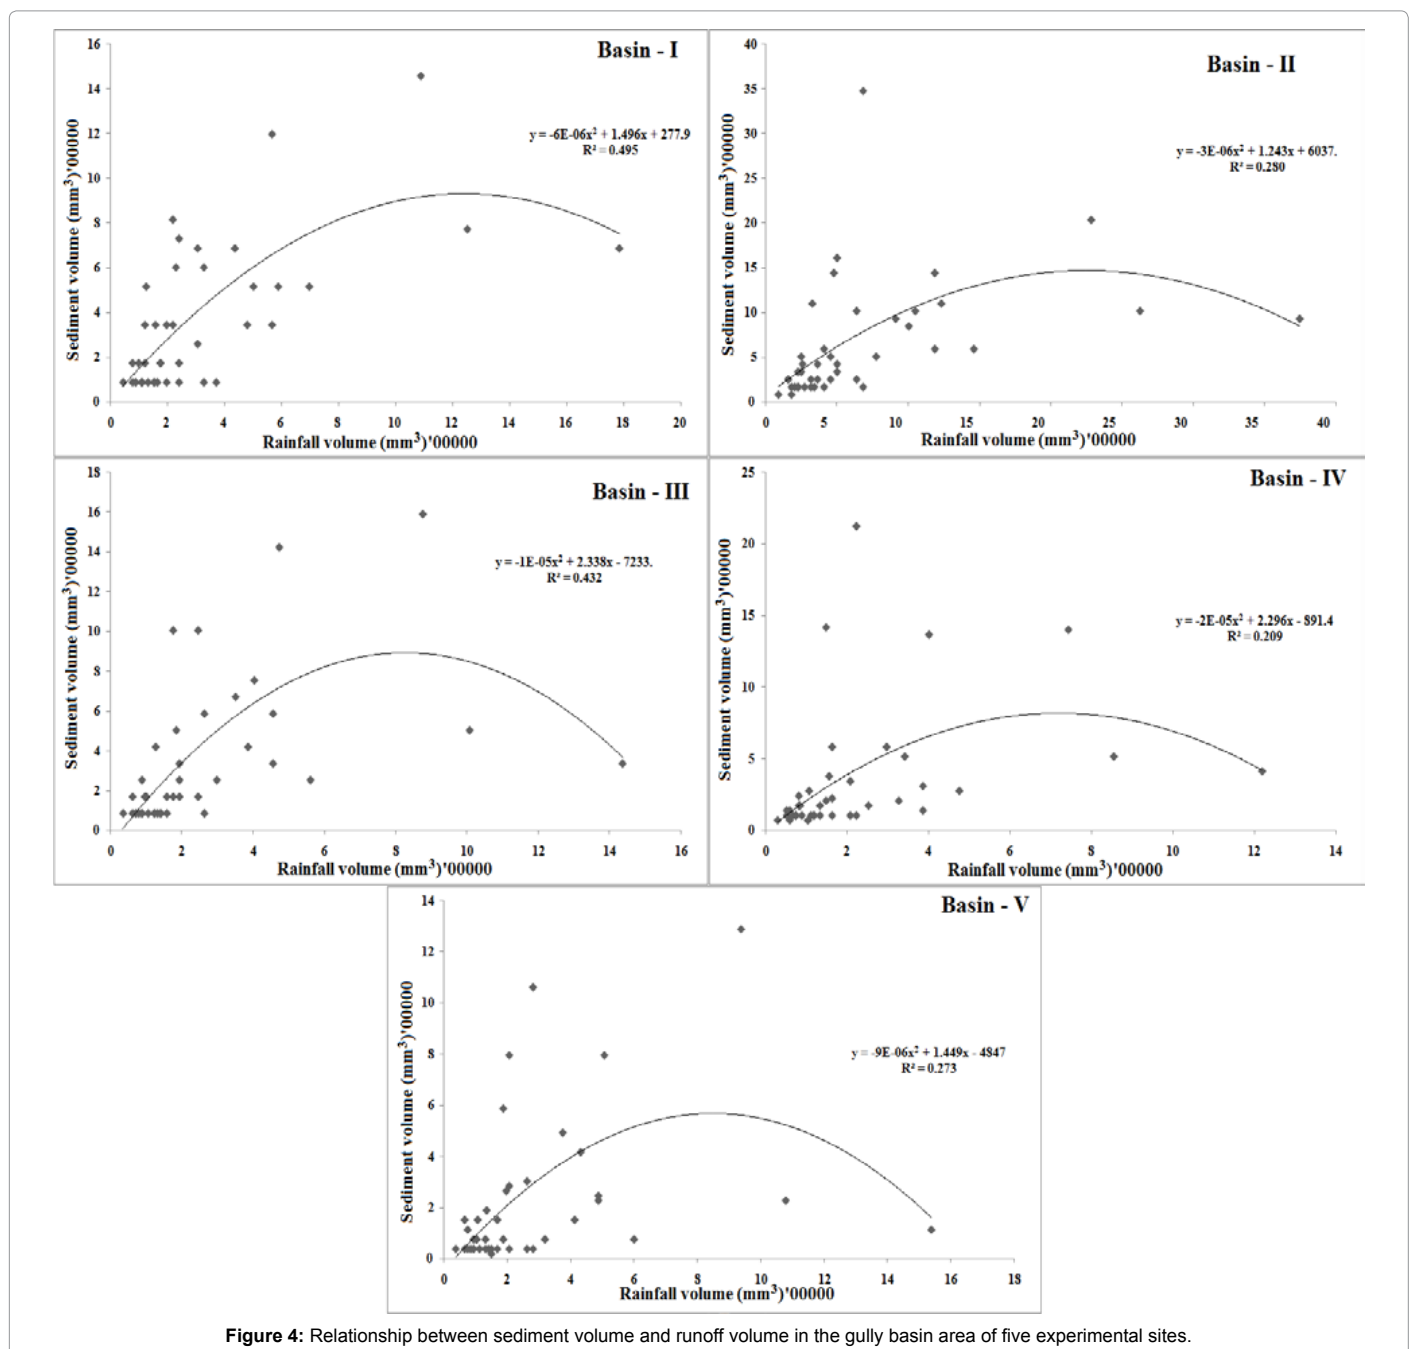 Basin - I
16
14
12
10
8
6
4
2
0
Sediment volume (mm³)'00000
y = -6E-06x² + 1.496x + 277.9
R² = 0.495
0 2 4 6 8 10 12 14 16 18 20
Rainfall volume (mm³)'00000
Basin - II
40
35
30
25
20
15
10
5
0
Sediment volume (mm³)'00000
y = -3E-06x² + 1.243x + 6037.
R² = 0.280
0 5 10 15 20 25 30 35 40
Rainfall volume (mm³)'00000
Basin - III
18
16
14
12
10
8
6
4
2
0
Sediment volume (mm³)'00000
y = -1E-05x² + 2.338x - 7233.
R² = 0.432
0 2 4 6 8 10 12 14 16
Rainfall volume (mm³)'00000
Basin - IV
25
20
15
10
5
0
Sediment volume (mm³)'00000
y = -2E-05x² + 2.296x - 891.4
R² = 0.209
0 2 4 6 8 10 12 14
Rainfall volume (mm³)'00000
Basin - V
14
12
10
8
6
4
2
0
Sediment volume (mm³)'00000
y = -9E-06x² + 1.449x - 4847
R² = 0.273
0 2 4 6 8 10 12 14 16 18
Rainfall volume (mm³)'00000
Figure 4: Relationship between sediment volume and runoff volume in the gully basin area of five experimental sites.